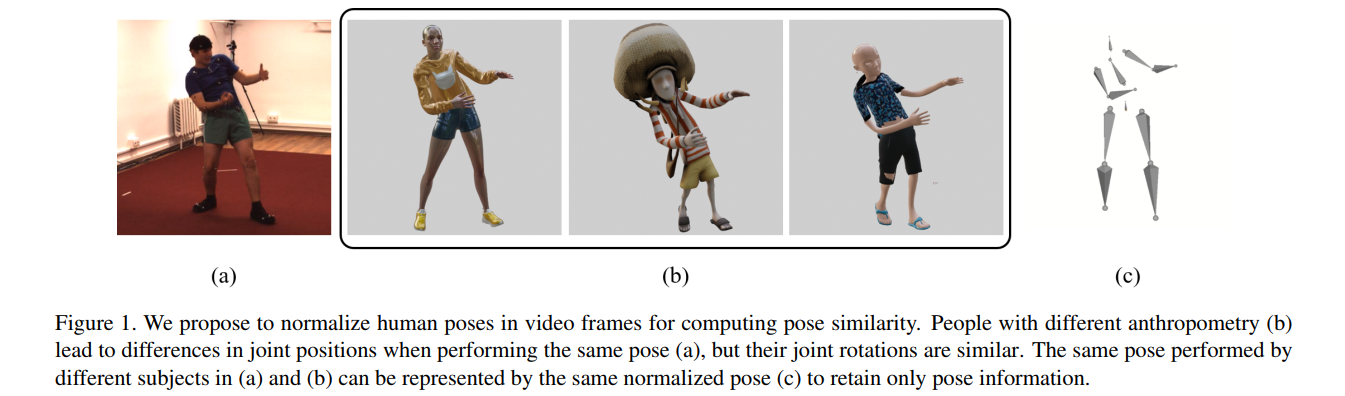 (a)
(b)
(c)
Figure 1. We propose to normalize human poses in video frames for computing pose similarity. People with different anthropometry (b)
lead to differences in joint positions when performing the same pose (a), but their joint rotations are similar. The same pose performed by
different subjects in (a) and (b) can be represented by the same normalized pose (c) to retain only pose information.